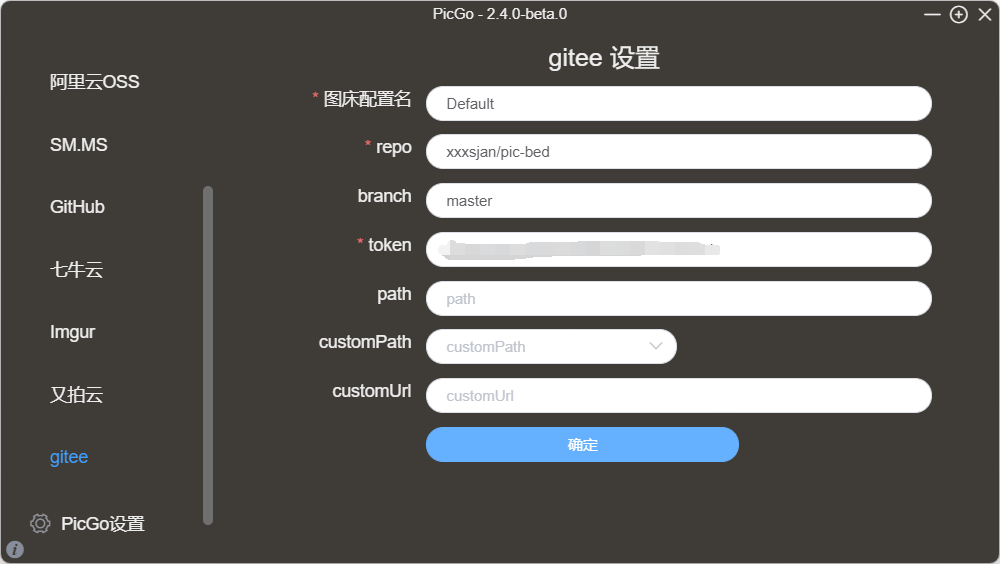 PicGo - 2.4.0-beta.0
阿里云OSS
SM.MS
GitHub
七牛云
Imgur
又拍云
gitee
PicGo设置
gitee 设置
* 图床配置名
Default
* repo
xxxsjan/pic-bed
branch
master
* token
path
path
customPath
customPath
customUrl
customUrl
确定